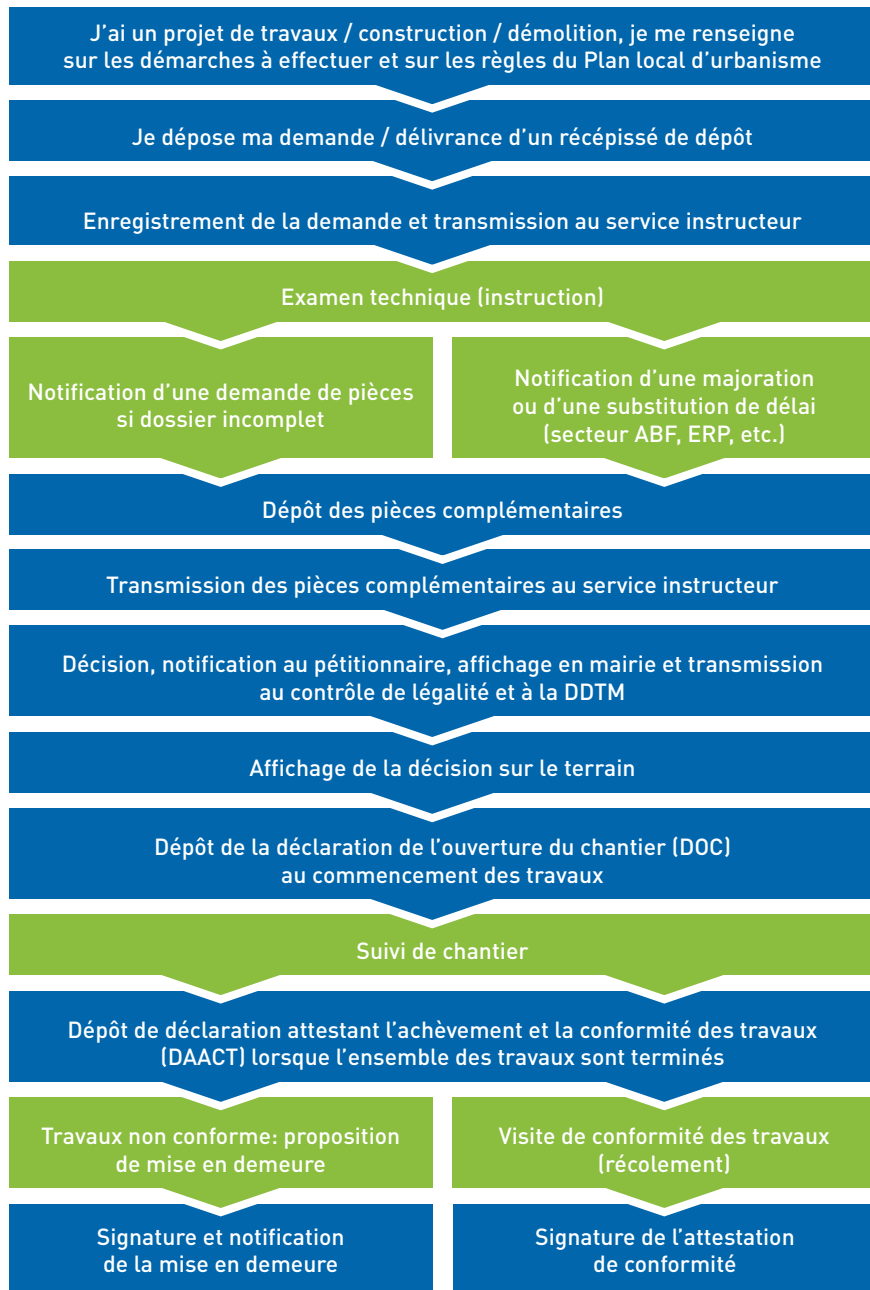 J’ai un projet de travaux / construction / démolition, je me renseigne
sur les démarches à effectuer et sur les règles du Plan local d’urbanisme
Je dépose ma demande / délivrance d’un récépissé de dépôt
Enregistrement de la demande et transmission au service instructeur
Examen technique (instruction)
Notification d’une demande de pièces
si dossier incomplet
Notification d’une majoration
ou d’une substitution de délai
(secteur ABF, ERP, etc.)
Dépôt des pièces complémentaires
Transmission des pièces complémentaires au service instructeur
Décision, notification au pétitionnaire, affichage en mairie et transmission
au contrôle de légalité et à la DDTM
Affichage de la décision sur le terrain
Dépôt de la déclaration de l’ouverture du chantier (DOC)
au commencement des travaux
Suivi de chantier
Dépôt de déclaration attestant l’achèvement et la conformité des travaux
(DAACT) lorsque l’ensemble des travaux sont terminés
Travaux non conforme: proposition
de mise en demeure
Visite de conformité des travaux
(récolement)
Signature et notification
de la mise en demeure
Signature de l’attestation
de conformité